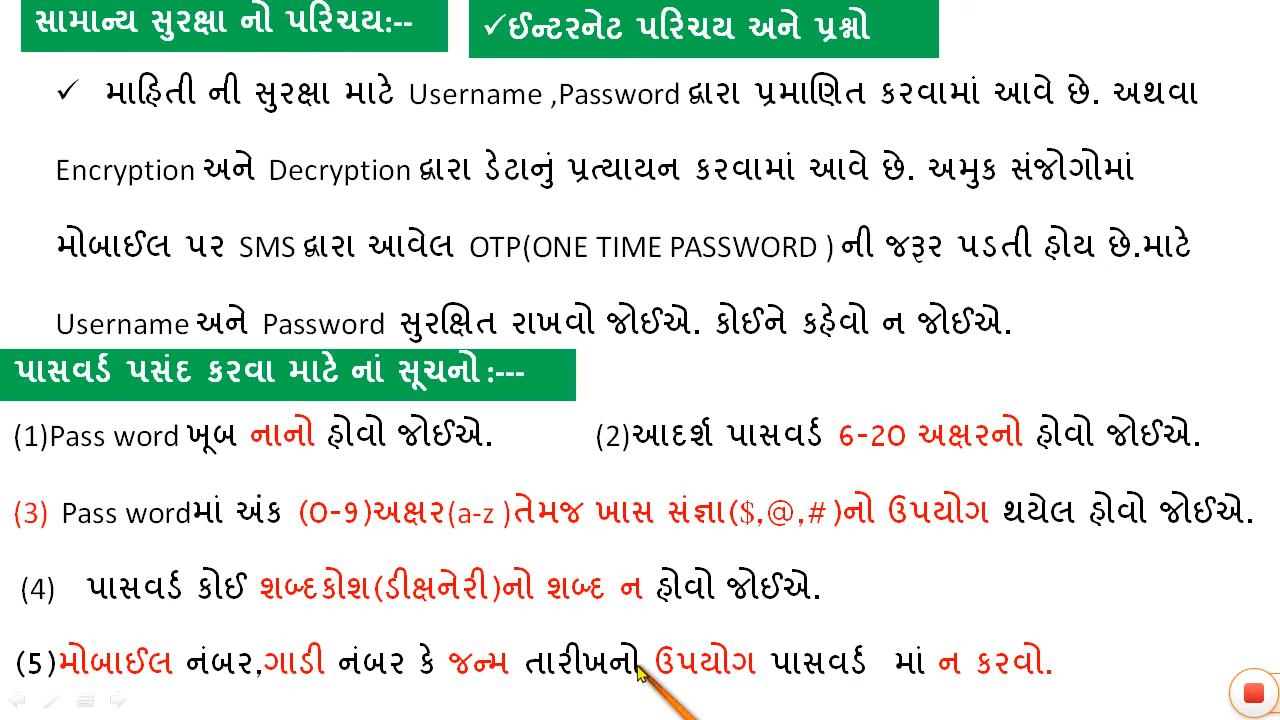 સામાન્ય સુરક્ષા નો પરિચય:--
✓ઈન્ટરનેટ પરિચય અને પ્રશ્નો
✓ માહિતી ની સુરક્ષા માટે Username ,Password દ્વારા પ્રમાણિત કરવામાં આવે છે. અથવા
Encryption અને Decryption દ્વારા ડેટાનું પ્રત્યાયન કરવામાં આવે છે. અમુક સંજોગોમાં
મોબાઈલ પર SMS દ્વારા આવેલ OTP(ONE TIME PASSWORD ) ની જરૂર પડતી હોય છે.માટે
Username અને Password સુરક્ષિત રાખવો જોઈએ. કોઈને કહેવો ન જોઈએ.
પાસવર્ડ પસંદ કરવા માટે નાં સૂચનો :---
(1)Pass word ખૂબ નાનો હોવો જોઈએ.
(2)આદર્શ પાસવર્ડ 6-20 અક્ષરનો હોવો જોઈએ.
(3) Pass wordમાં અંક (0-9)અક્ષર(a-z )તેમજ ખાસ સંજ્ઞા($,@,# )નો ઉપયોગ થયેલ હોવો જોઈએ.
(4) પાસવર્ડ કોઈ શબ્દકોશ(ડીક્ષનેરી)નો શબ્દ ન હોવો જોઈએ.
(5)મોબાઈલ નંબર,ગાડી નંબર કે જન્મ તારીખનો ઉપયોગ પાસવર્ડ માં ન કરવો.